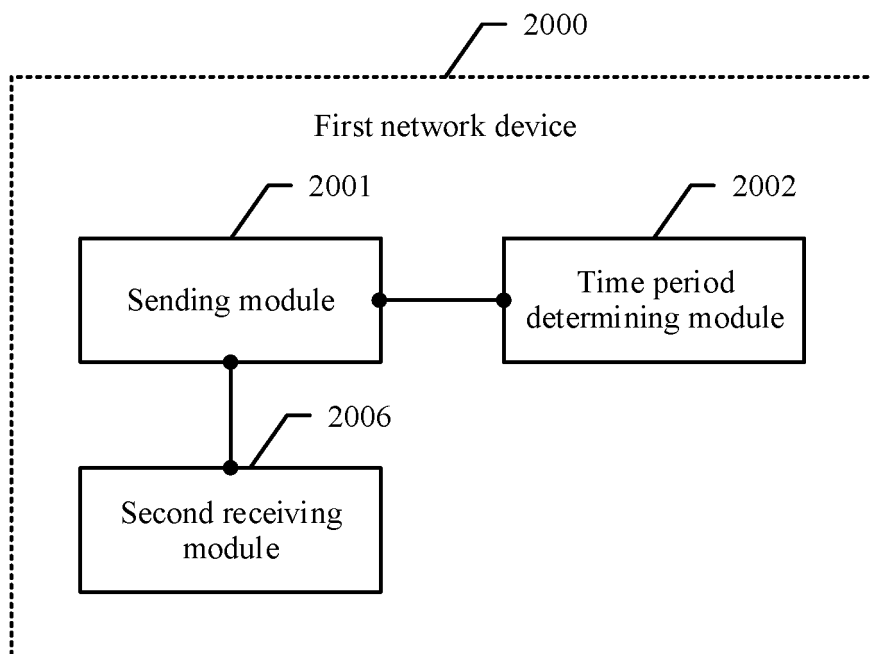 2000
First network device
2001
2002
Sending module
Time period
determining module
2006
Second receiving
module